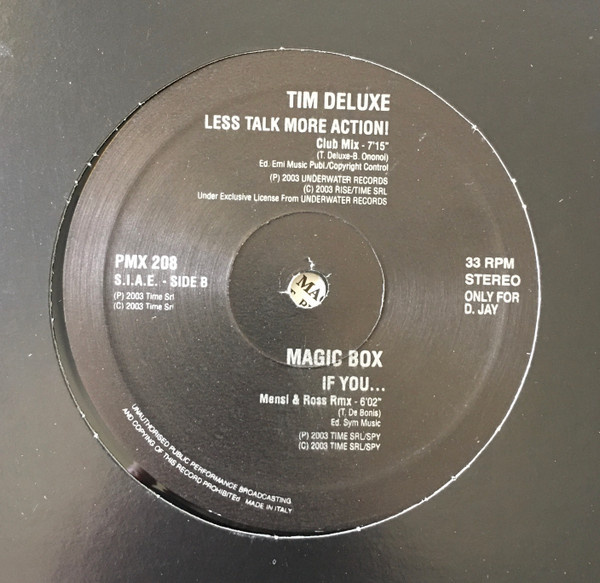 TIM DELUXE
LESS TALK MORE ACTION!
Club Mix - 7'15"
(T. Deluxe-B. Ononoi)
Ed. Emi Music Publ./Copyright Control
(P) 2003 UNDERWATER RECORDS
(C) 2003 RISE/TIME SRL
Under Exclusive License From UNDERWATER RECORDS
PMX 208
S.I.A.E. - SIDE B
(P) 2003 Time Srl
(C) 2003 Time Srl
33 RPM
STEREO
ONLY FOR
D. JAY
MA
MAGIC BOX
IF YOU...
Mensi & Ross Rmx - 6'02"
(T. De Bonis)
Ed. Sym Music
(P) 2003 TIME SRL/SPY
(C) 2003 TIME SRL/SPY
UNAUTHORISED PUBLIC PERFORMANCE BROADCASTING
AND COPYING OF THIS RECORD PROHIBITEd MADE IN ITALY